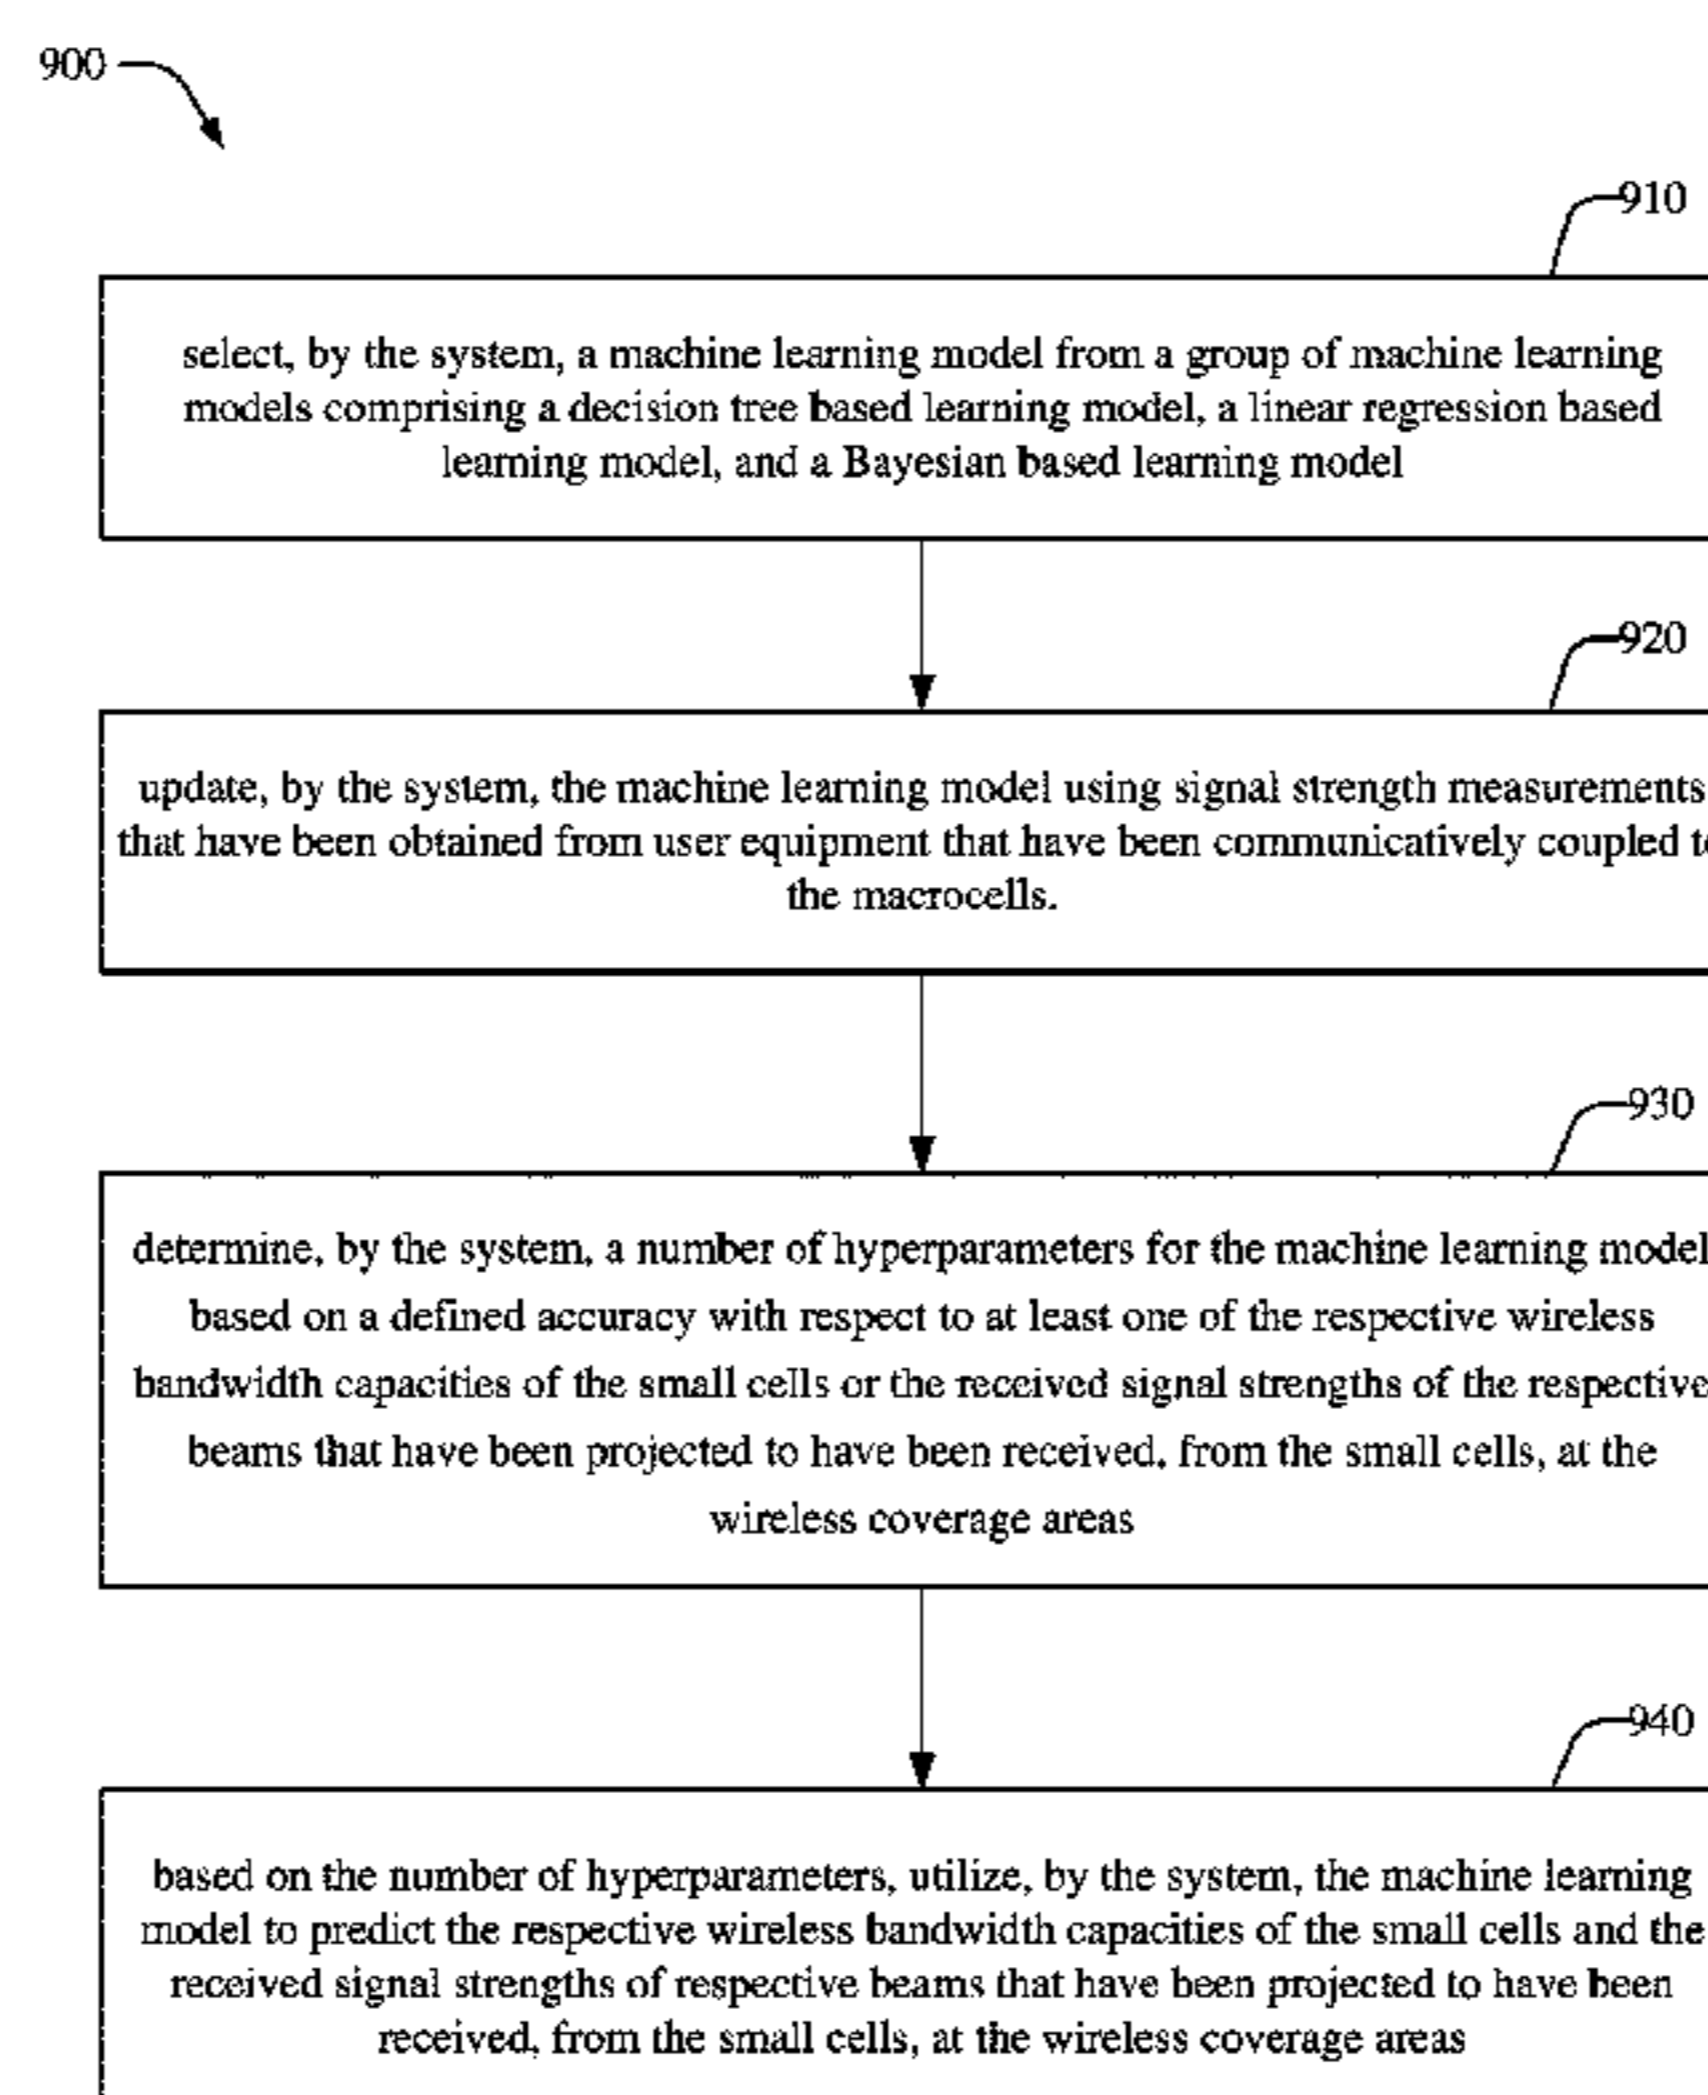 900
910
select, by the system, a machine learning model from a group of machine learning
models comprising a decision tree based learning model, a linear regression based
learning model, and a Bayesian based learning model
920
update, by the system, the machine learning model using signal strength measurements
that have been obtained from user equipment that have been communicatively coupled to
the macrocells.
930
determine, by the system, a number of hyperparameters for the machine learning model
based on a defined accuracy with respect to at least one of the respective wireless
bandwidth capacities of the small cells or the received signal strengths of the respective
beams that have been projected to have been received, from the small cells, at the
wireless coverage areas
940
based on the number of hyperparameters, utilize, by the system, the machine learning
model to predict the respective wireless bandwidth capacities of the small cells and the
received signal strengths of respective beams that have been projected to have been
received, from the small cells, at the wireless coverage areas